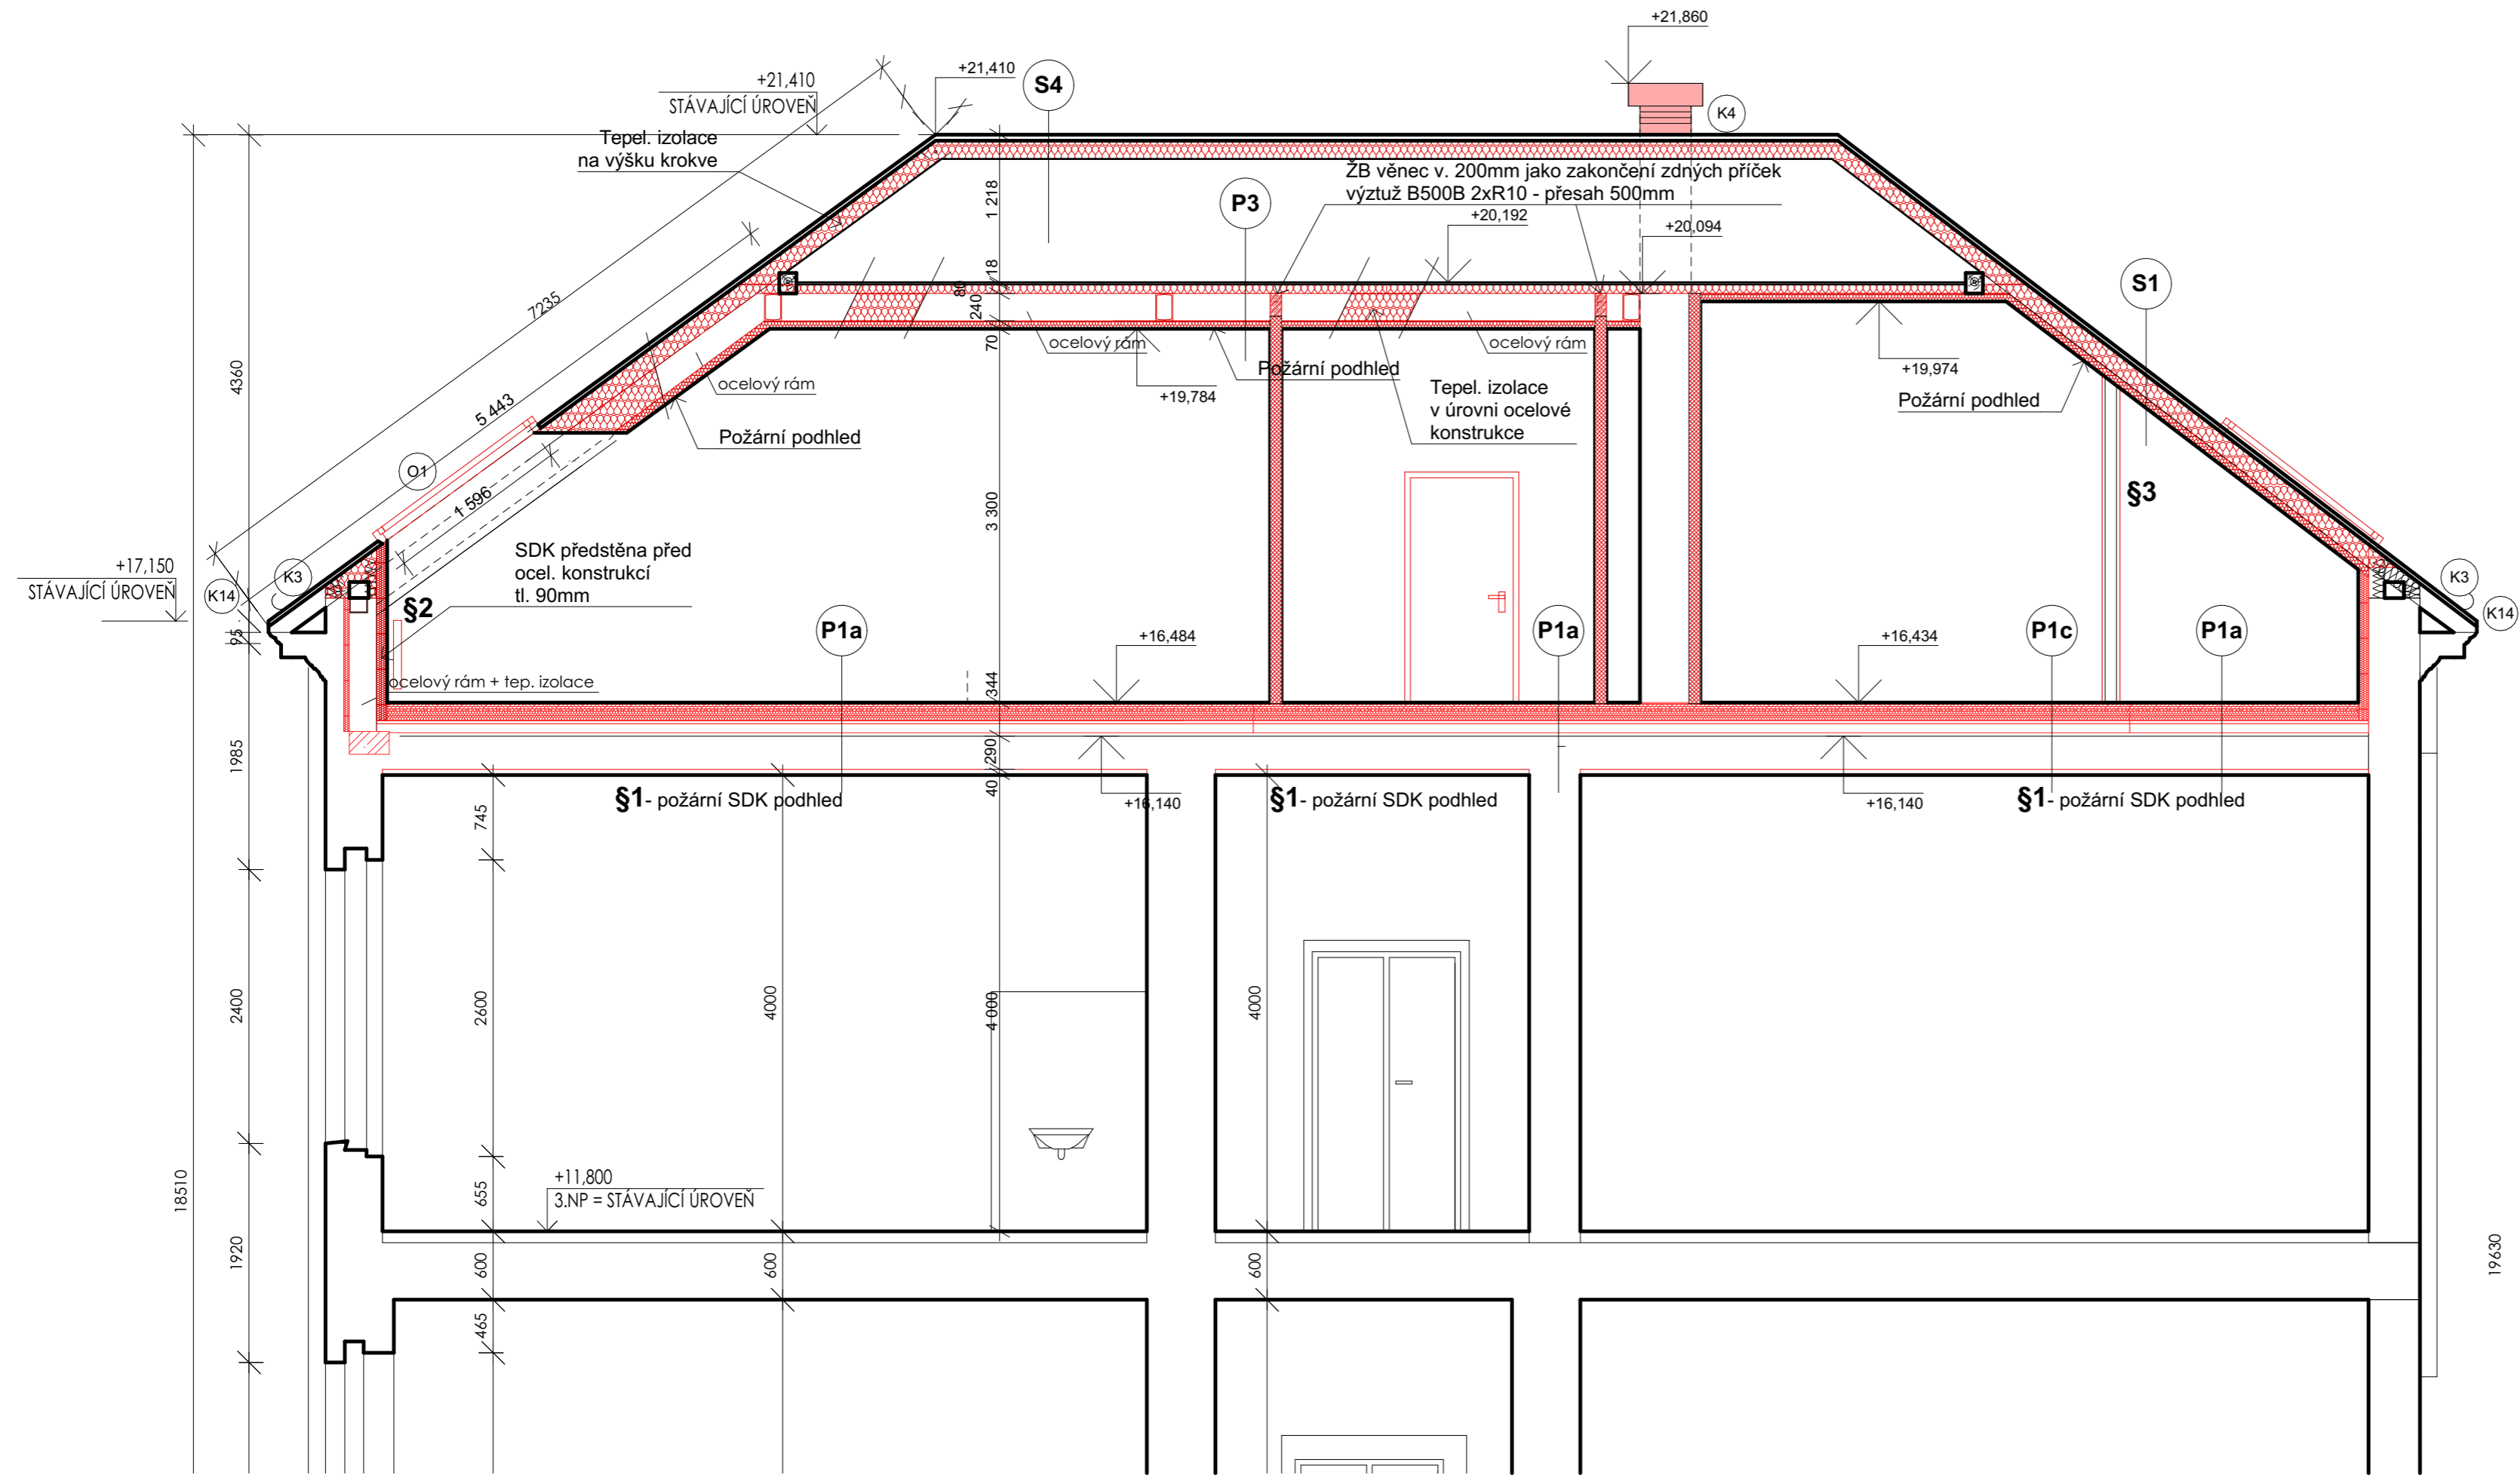 +21,860
+21,410
STÁVAJÍCÍ ÚROVEŇ
+21,410
S4
K4
Tepel. izolace
na výšku krokve
ŽB věnec v. 200mm jako zakončení zdných příček
výztuž B500B 2xR10 - přesah 500mm
P3
1 218
+20,192
+20,094
S1
18
80
240
70
7235
ocelový rám
ocelový rám
Požární podhled
+19,784
+19,974
Požární podhled
ocelový rám
Tepel. izolace
v úrovni ocelové
konstrukce
4360
5 443
Požární podhled
O1
1 596
3 300
§3
SDK předstěna před
ocel. konstrukcí
tl. 90mm
+17,150
STÁVAJÍCÍ ÚROVEŇ
K3
K14
§2
K3
K14
P1a
P1a
P1c
P1a
+16,484
+16,434
95
344
ocelový rám + tep. izolace
1985
290
40
+16,140
+16,140
§1- požární SDK podhled
§1- požární SDK podhled
§1- požární SDK podhled
745
2400
2600
4000
4 000
4000
18510
655
+11,800
3.NP = STÁVAJÍCÍ ÚROVEŇ
1920
600
600
600
19630
465